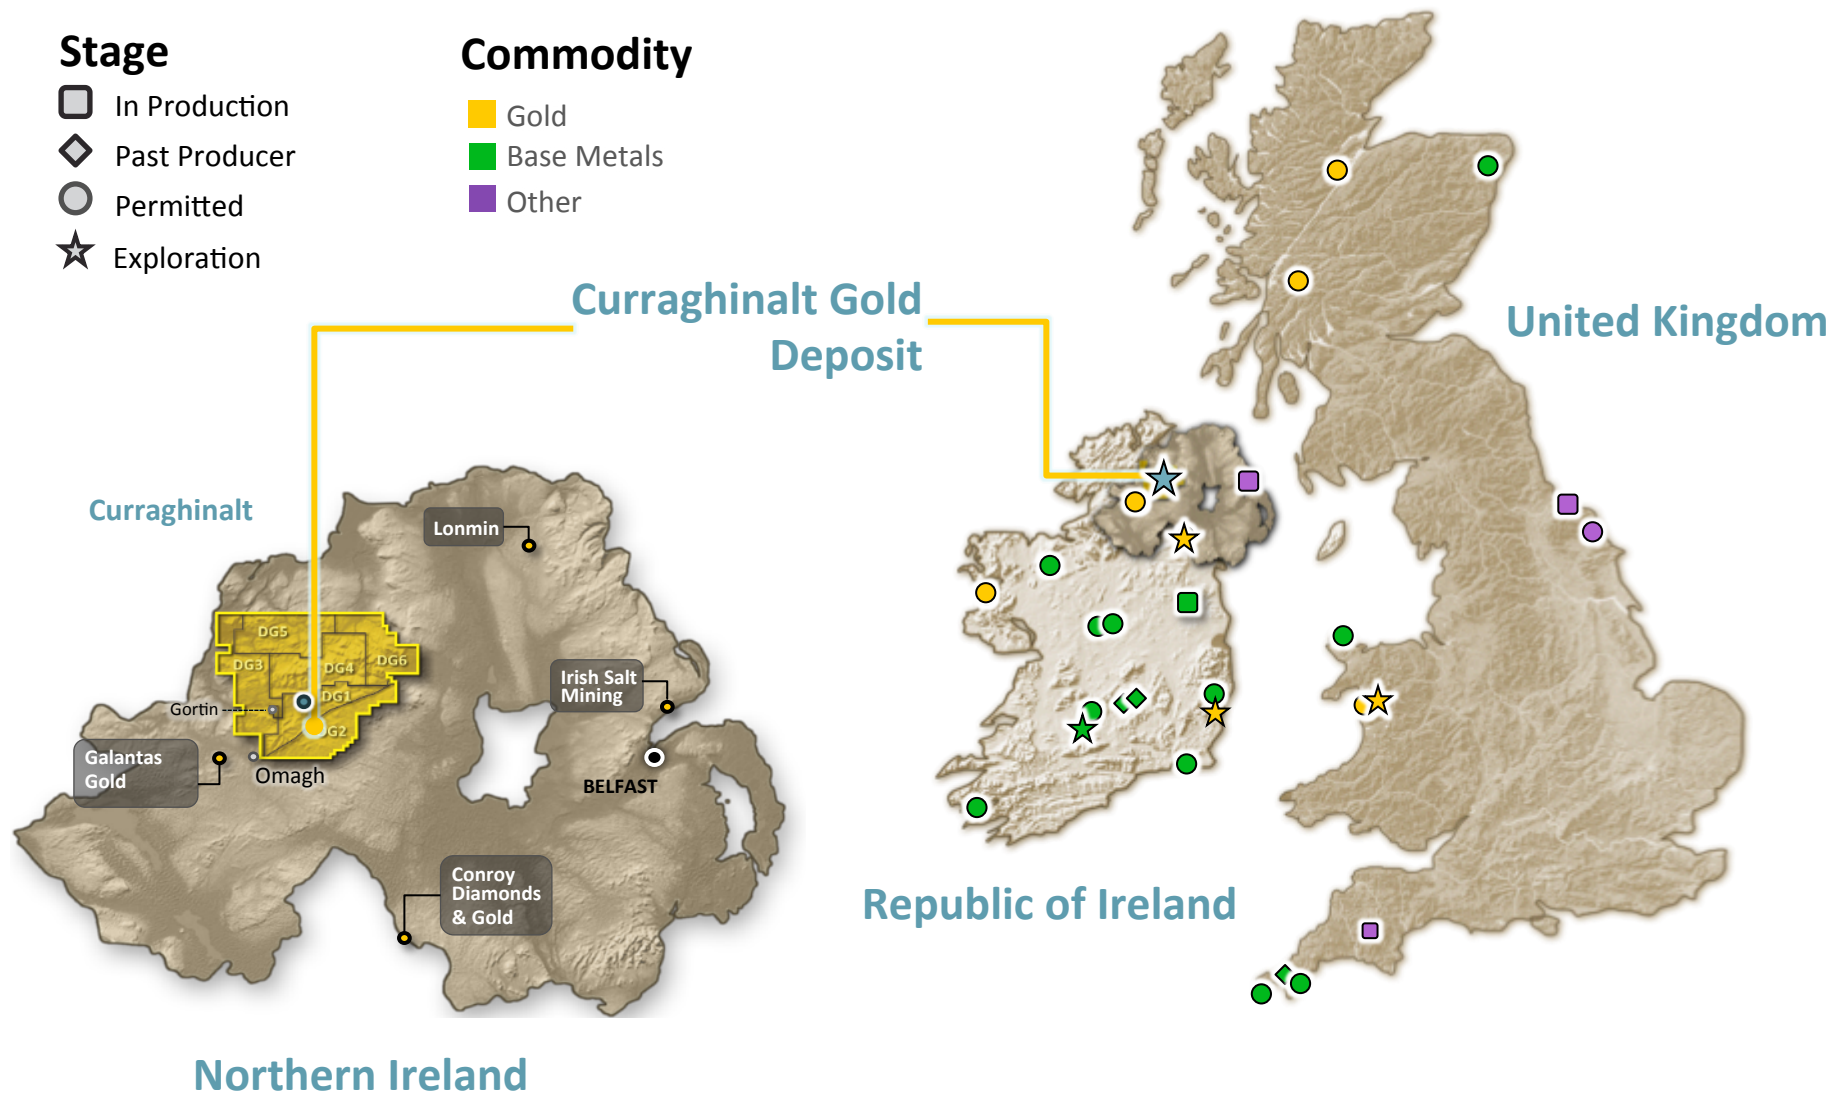 Stage
In Production
Past Producer
Permitted
Exploration
Commodity
Gold
Base Metals
Other
Curraghinalt Gold
Deposit
United Kingdom
Curraghinalt
Lonmin
DG5
DG3
DG4
DG6
DG1
G2
Gortin
Irish Salt
Mining
Galantas
Gold
Omagh
BELFAST
Conroy
Diamonds
& Gold
Republic of Ireland
Northern Ireland